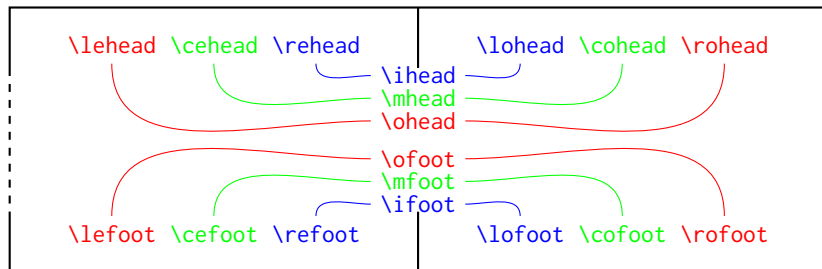 \lehead \cehead \rehead \lohead \cohead \rohead
\ihead
\mhead
\ohead
\ofoot
\mfoot
\ifoot
\lefoot \cefoot \refoot \lofoot \cofoot \rofoot